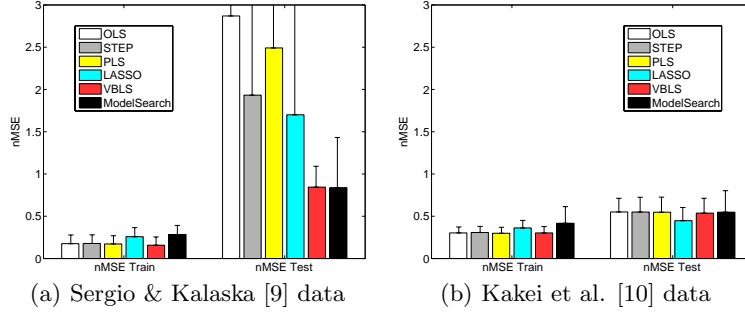 3
2.5
2
1.5
1
0.5
0
nMSE
OLS
STEP
PLS
LASSO
VBLS
ModelSearch
nMSE Train
nMSE Test
(a) Sergio & Kalaska [9] data
3
2.5
2
1.5
1
0.5
0
nMSE
OLS
STEP
PLS
LASSO
VBLS
ModelSearch
nMSE Train
nMSE Test
(b) Kakei et al. [10] data